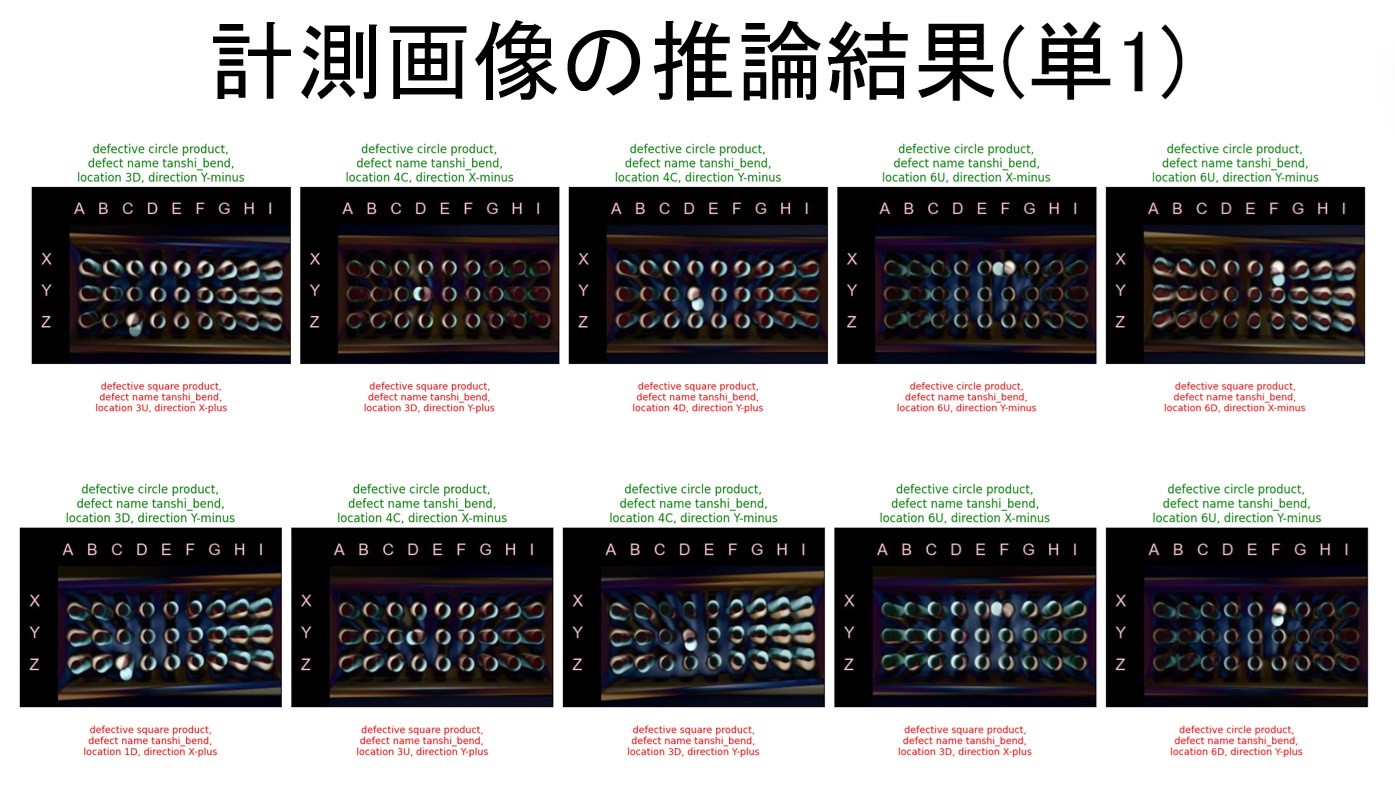 計測画像の推論結果(単1)
defective circle product,
defect name tanshi_bend,
location 3D, direction Y-minus
defective circle product,
defect name tanshi_bend,
location 4C, direction X-minus
defective circle product,
defect name tanshi_bend,
location 4C, direction Y-minus
defective circle product,
defect name tanshi_bend,
location 6U, direction X-minus
defective circle product,
defect name tanshi_bend,
location 6U, direction Y-minus
A B C D E F G H I
X
Y
Z
A B C D E F G H I
X
Y
Z
A B C D E F G H I
X
Y
Z
A B C D E F G H I
X
Y
Z
A B C D E F G H I
X
Y
Z
defective square product,
defect name tanshi_bend,
location 3U, direction X-plus
defective square product,
defect name tanshi_bend,
location 3D, direction Y-plus
defective square product,
defect name tanshi_bend,
location 4D, direction Y-plus
defective circle product,
defect name tanshi_bend,
location 6U, direction Y-minus
defective square product,
defect name tanshi_bend,
location 6D, direction X-minus
defective circle product,
defect name tanshi_bend,
location 3D, direction Y-minus
defective circle product,
defect name tanshi_bend,
location 4C, direction X-minus
defective circle product,
defect name tanshi_bend,
location 4C, direction Y-minus
defective circle product,
defect name tanshi_bend,
location 6U, direction X-minus
defective circle product,
defect name tanshi_bend,
location 6U, direction Y-minus
A B C D E F G H I
X
Y
Z
A B C D E F G H I
X
Y
Z
A B C D E F G H I
X
Y
Z
A B C D E F G H I
X
Y
Z
A B C D E F G H I
X
Y
Z
defective square product,
defect name tanshi_bend,
location 1D, direction X-plus
defective square product,
defect name tanshi_bend,
location 3U, direction Y-plus
defective square product,
defect name tanshi_bend,
location 3D, direction Y-plus
defective square product,
defect name tanshi_bend,
location 3D, direction X-plus
defective circle product,
defect name tanshi_bend,
location 6D, direction Y-plus